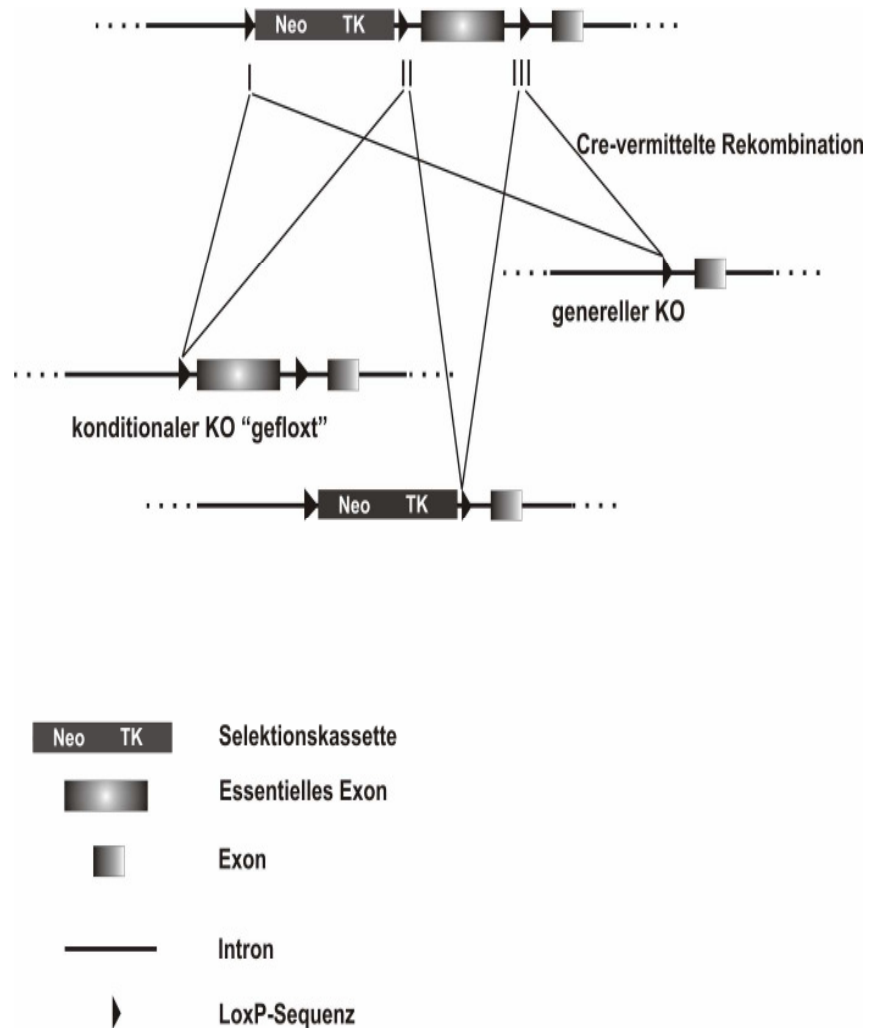 Neo TK
I II III
Cre-vermittelte Rekombination
genereller KO
konditionaler KO “gefloxt”
Neo TK
Neo TK Selektionskassette
Essentielles Exon
Exon
Intron
LoxP-Sequenz